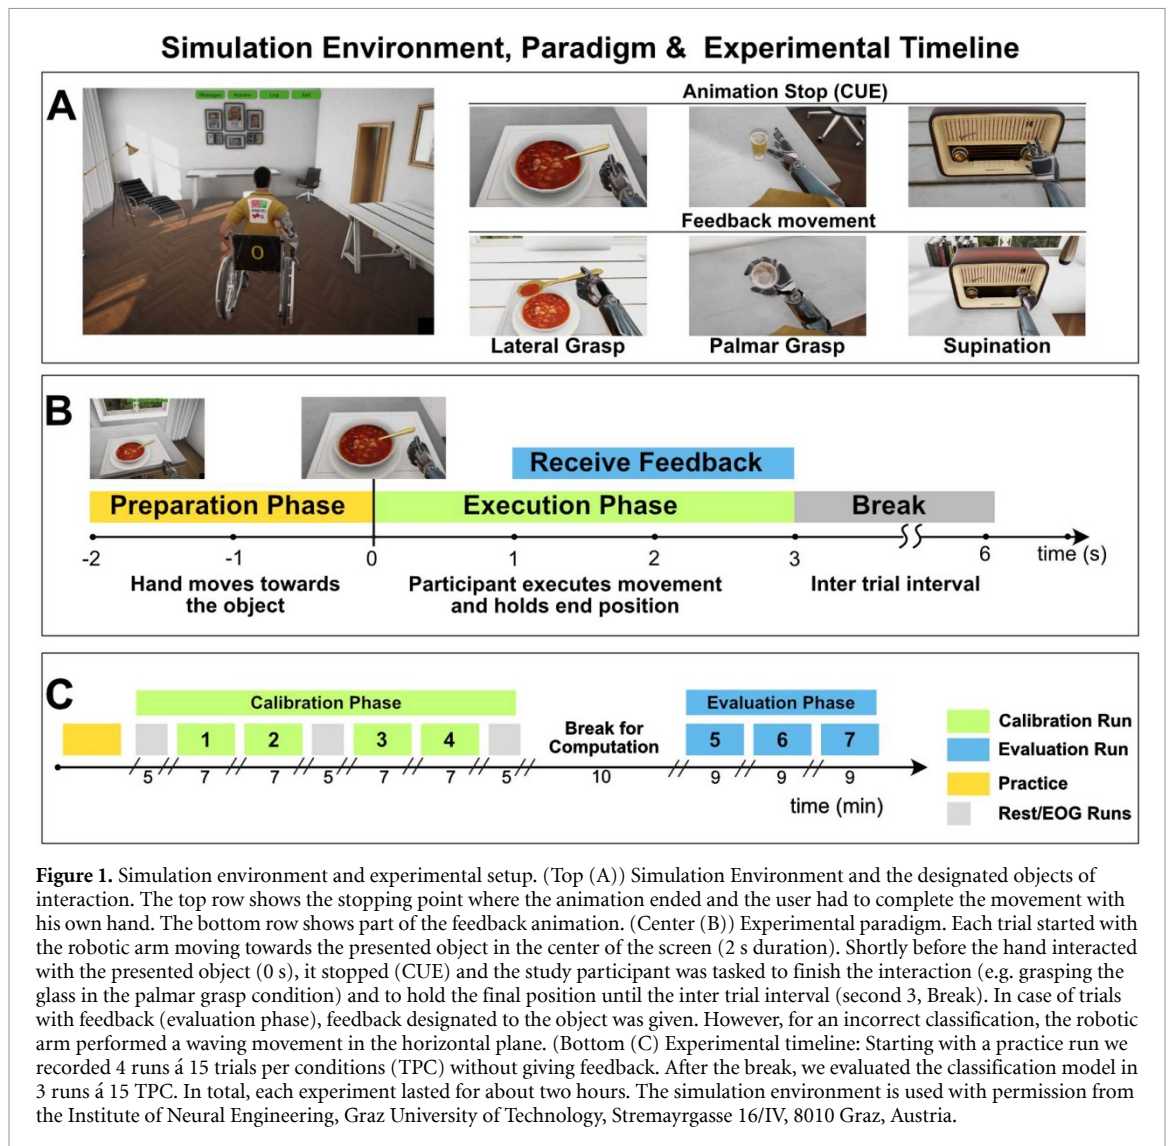 Simulation Environment, Paradigm & Experimental Timeline
A
Messages Actions Log Exit
Animation Stop (CUE)
Feedback movement
Lateral Grasp Palmar Grasp Supination
B
Receive Feedback
Preparation Phase Execution Phase Break
-2 -1 0 1 2 3 6 time (s)
Hand moves towards
the object
Participant executes movement
and holds end position
Inter trial interval
C
Calibration Phase
Evaluation Phase
1 2 3 4
Break for
Computation
5 6 7
5 7 7 5 7 7 5 10 9 9 9
time (min)
Calibration Run
Evaluation Run
Practice
Rest/EOG Runs
Figure 1. Simulation environment and experimental setup. (Top (A)) Simulation Environment and the designated objects of
interaction. The top row shows the stopping point where the animation ended and the user had to complete the movement with
his own hand. The bottom row shows part of the feedback animation. (Center (B)) Experimental paradigm. Each trial started with
the robotic arm moving towards the presented object in the center of the screen (2 s duration). Shortly before the hand interacted
with the presented object (0 s), it stopped (CUE) and the study participant was tasked to finish the interaction (e.g. grasping the
glass in the palmar grasp condition) and to hold the final position until the inter trial interval (second 3, Break). In case of trials
with feedback (evaluation phase), feedback designated to the object was given. However, for an incorrect classification, the robotic
arm performed a waving movement in the horizontal plane. (Bottom (C) Experimental timeline: Starting with a practice run we
recorded 4 runs á 15 trials per conditions (TPC) without giving feedback. After the break, we evaluated the classification model in
3 runs á 15 TPC. In total, each experiment lasted for about two hours. The simulation environment is used with permission from
the Institute of Neural Engineering, Graz University of Technology, Stremayrgasse 16/IV, 8010 Graz, Austria.